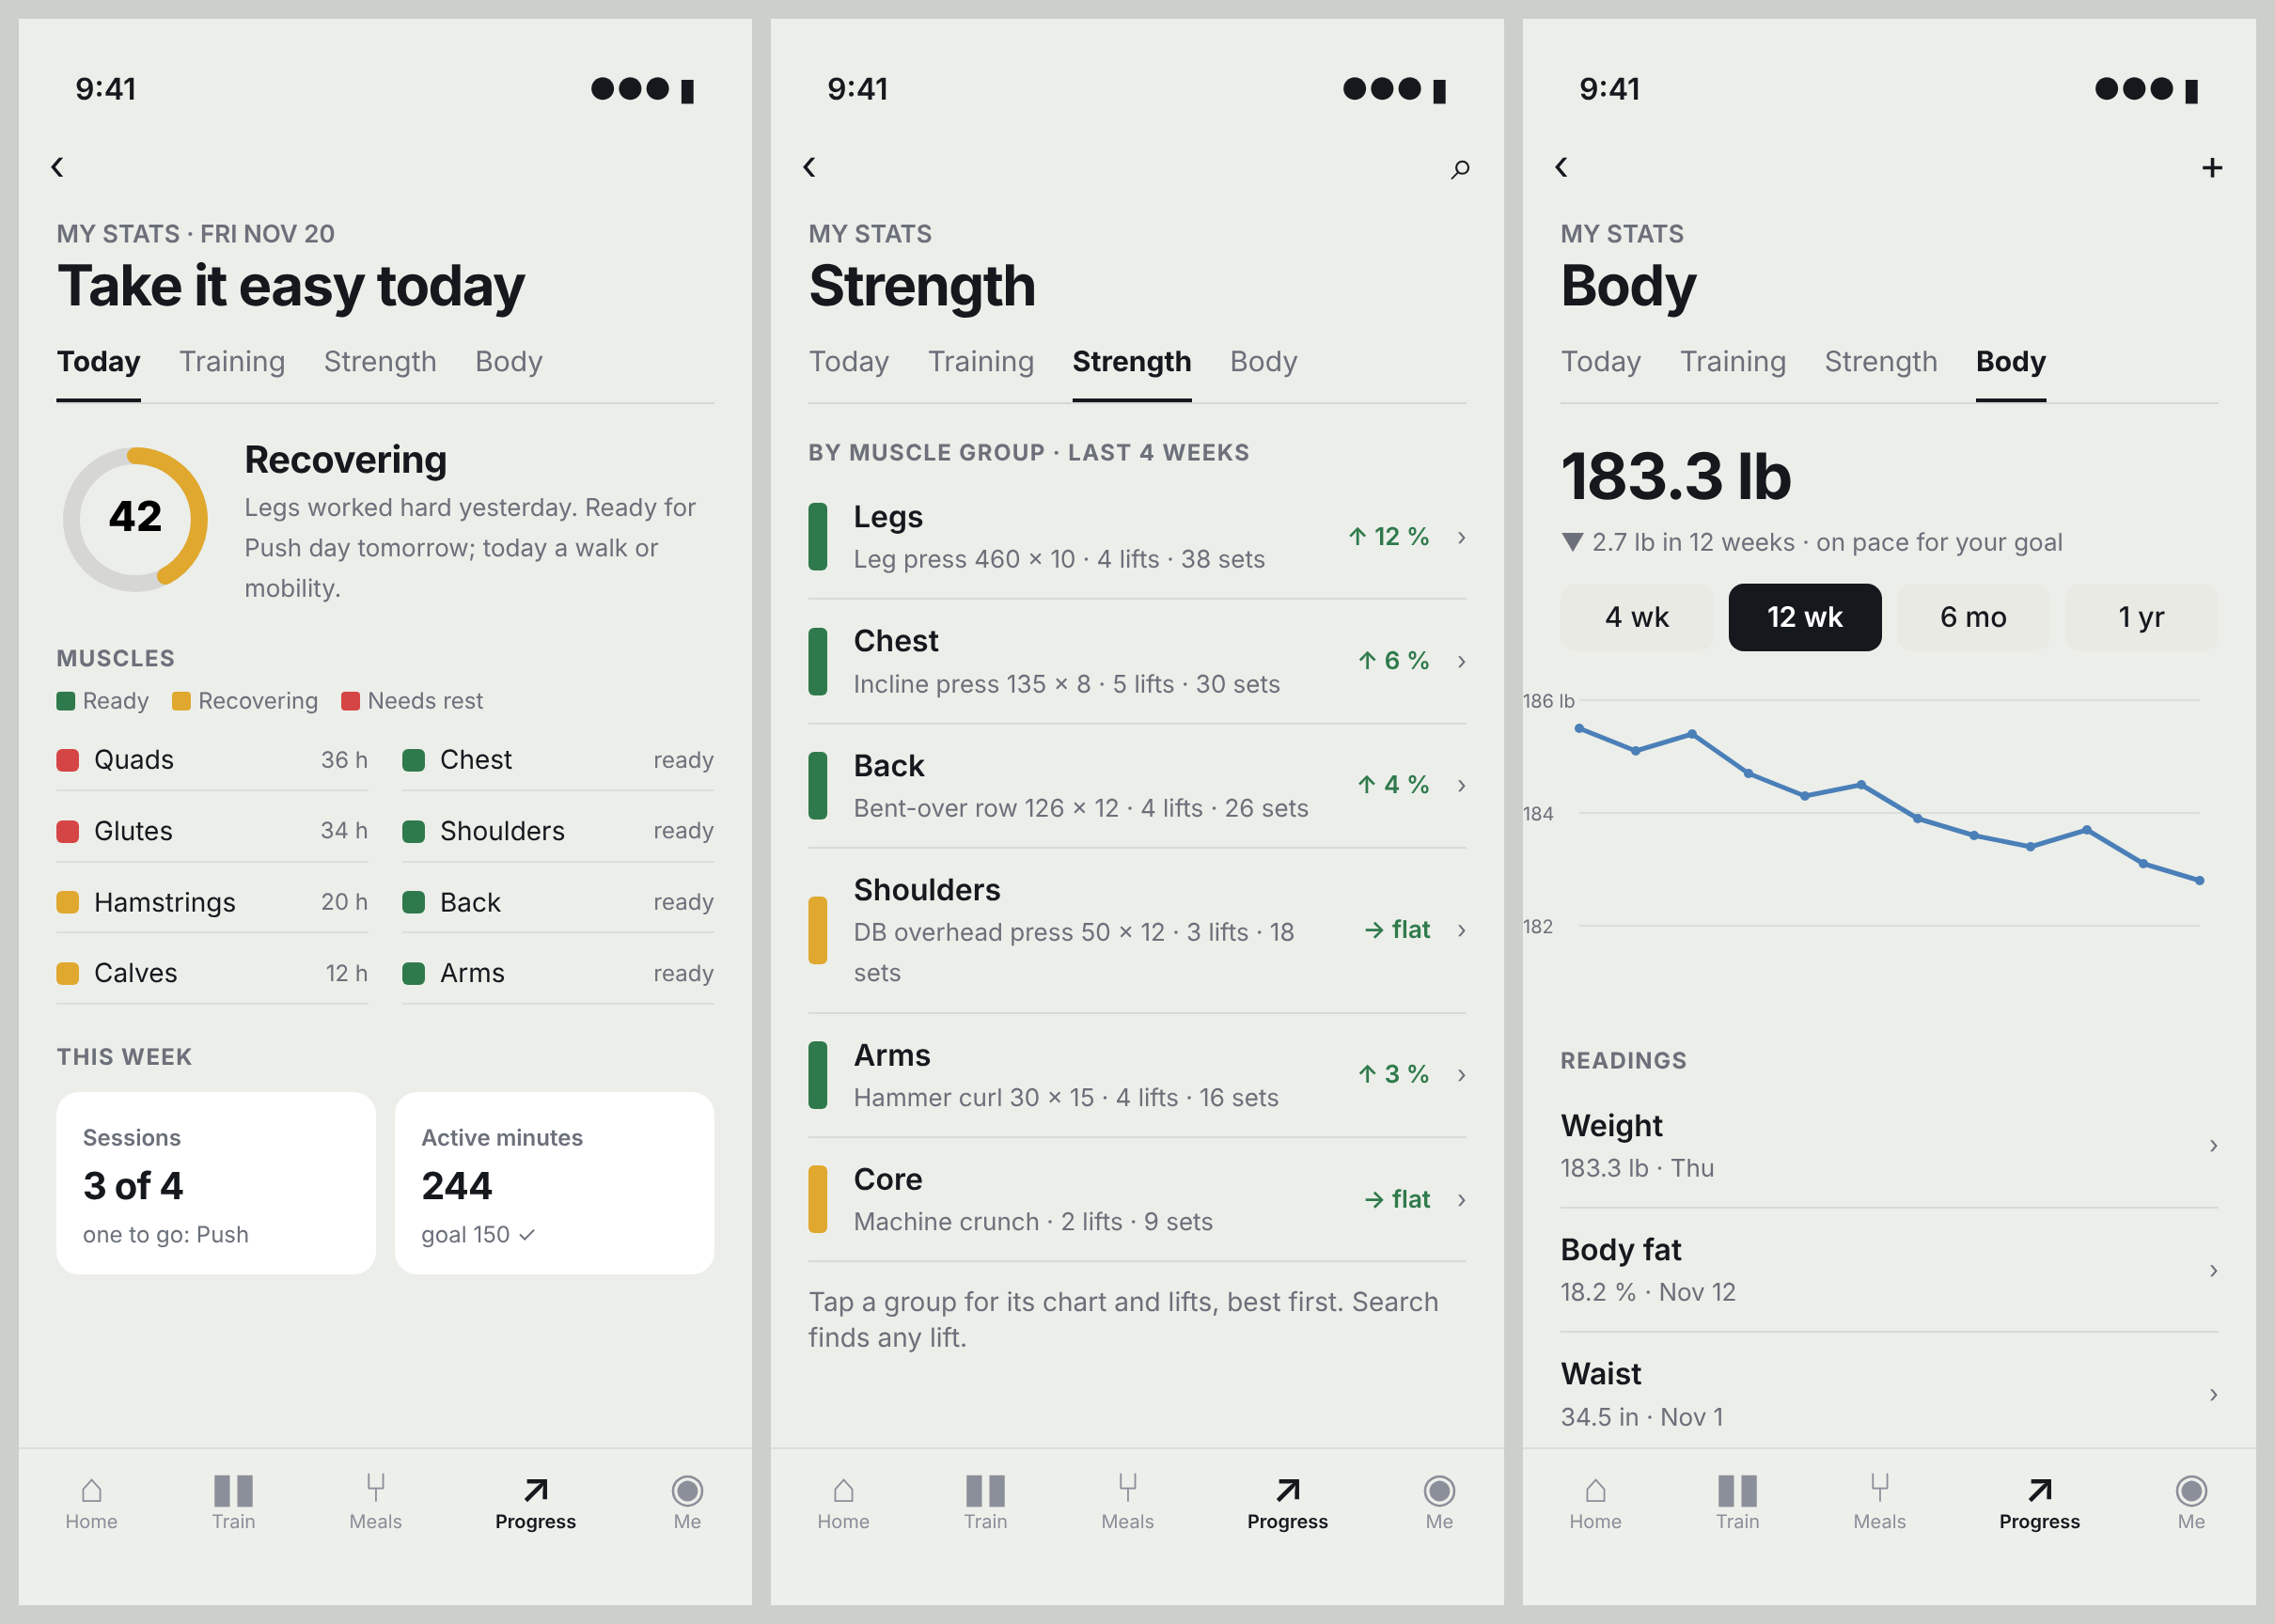 9:41
MY STATS · FRI NOV 20
Take it easy today
Today Training Strength Body
42
Recovering
Legs worked hard yesterday. Ready for
Push day tomorrow; today a walk or
mobility.
MUSCLES
Ready Recovering Needs rest
Quads 36 h Chest ready
Glutes 34 h Shoulders ready
Hamstrings 20 h Back ready
Calves 12 h Arms ready
THIS WEEK
Sessions
3 of 4
one to go: Push
Active minutes
244
goal 150 ✓
Home Train Meals Progress Me
9:41
MY STATS
Strength
Today Training Strength Body
BY MUSCLE GROUP · LAST 4 WEEKS
Legs
Leg press 460 × 10 · 4 lifts · 38 sets
↑ 12 %
Chest
Incline press 135 × 8 · 5 lifts · 30 sets
↑ 6 %
Back
Bent-over row 126 × 12 · 4 lifts · 26 sets
↑ 4 %
Shoulders
DB overhead press 50 × 12 · 3 lifts · 18
sets
→ flat
Arms
Hammer curl 30 × 15 · 4 lifts · 16 sets
↑ 3 %
Core
Machine crunch · 2 lifts · 9 sets
→ flat
Tap a group for its chart and lifts, best first. Search
finds any lift.
Home Train Meals Progress Me
9:41
MY STATS
Body
Today Training Strength Body
183.3 lb
▼ 2.7 lb in 12 weeks · on pace for your goal
4 wk 12 wk 6 mo 1 yr
186 lb
184
182
READINGS
Weight
183.3 lb · Thu
Body fat
18.2 % · Nov 12
Waist
34.5 in · Nov 1
Home Train Meals Progress Me